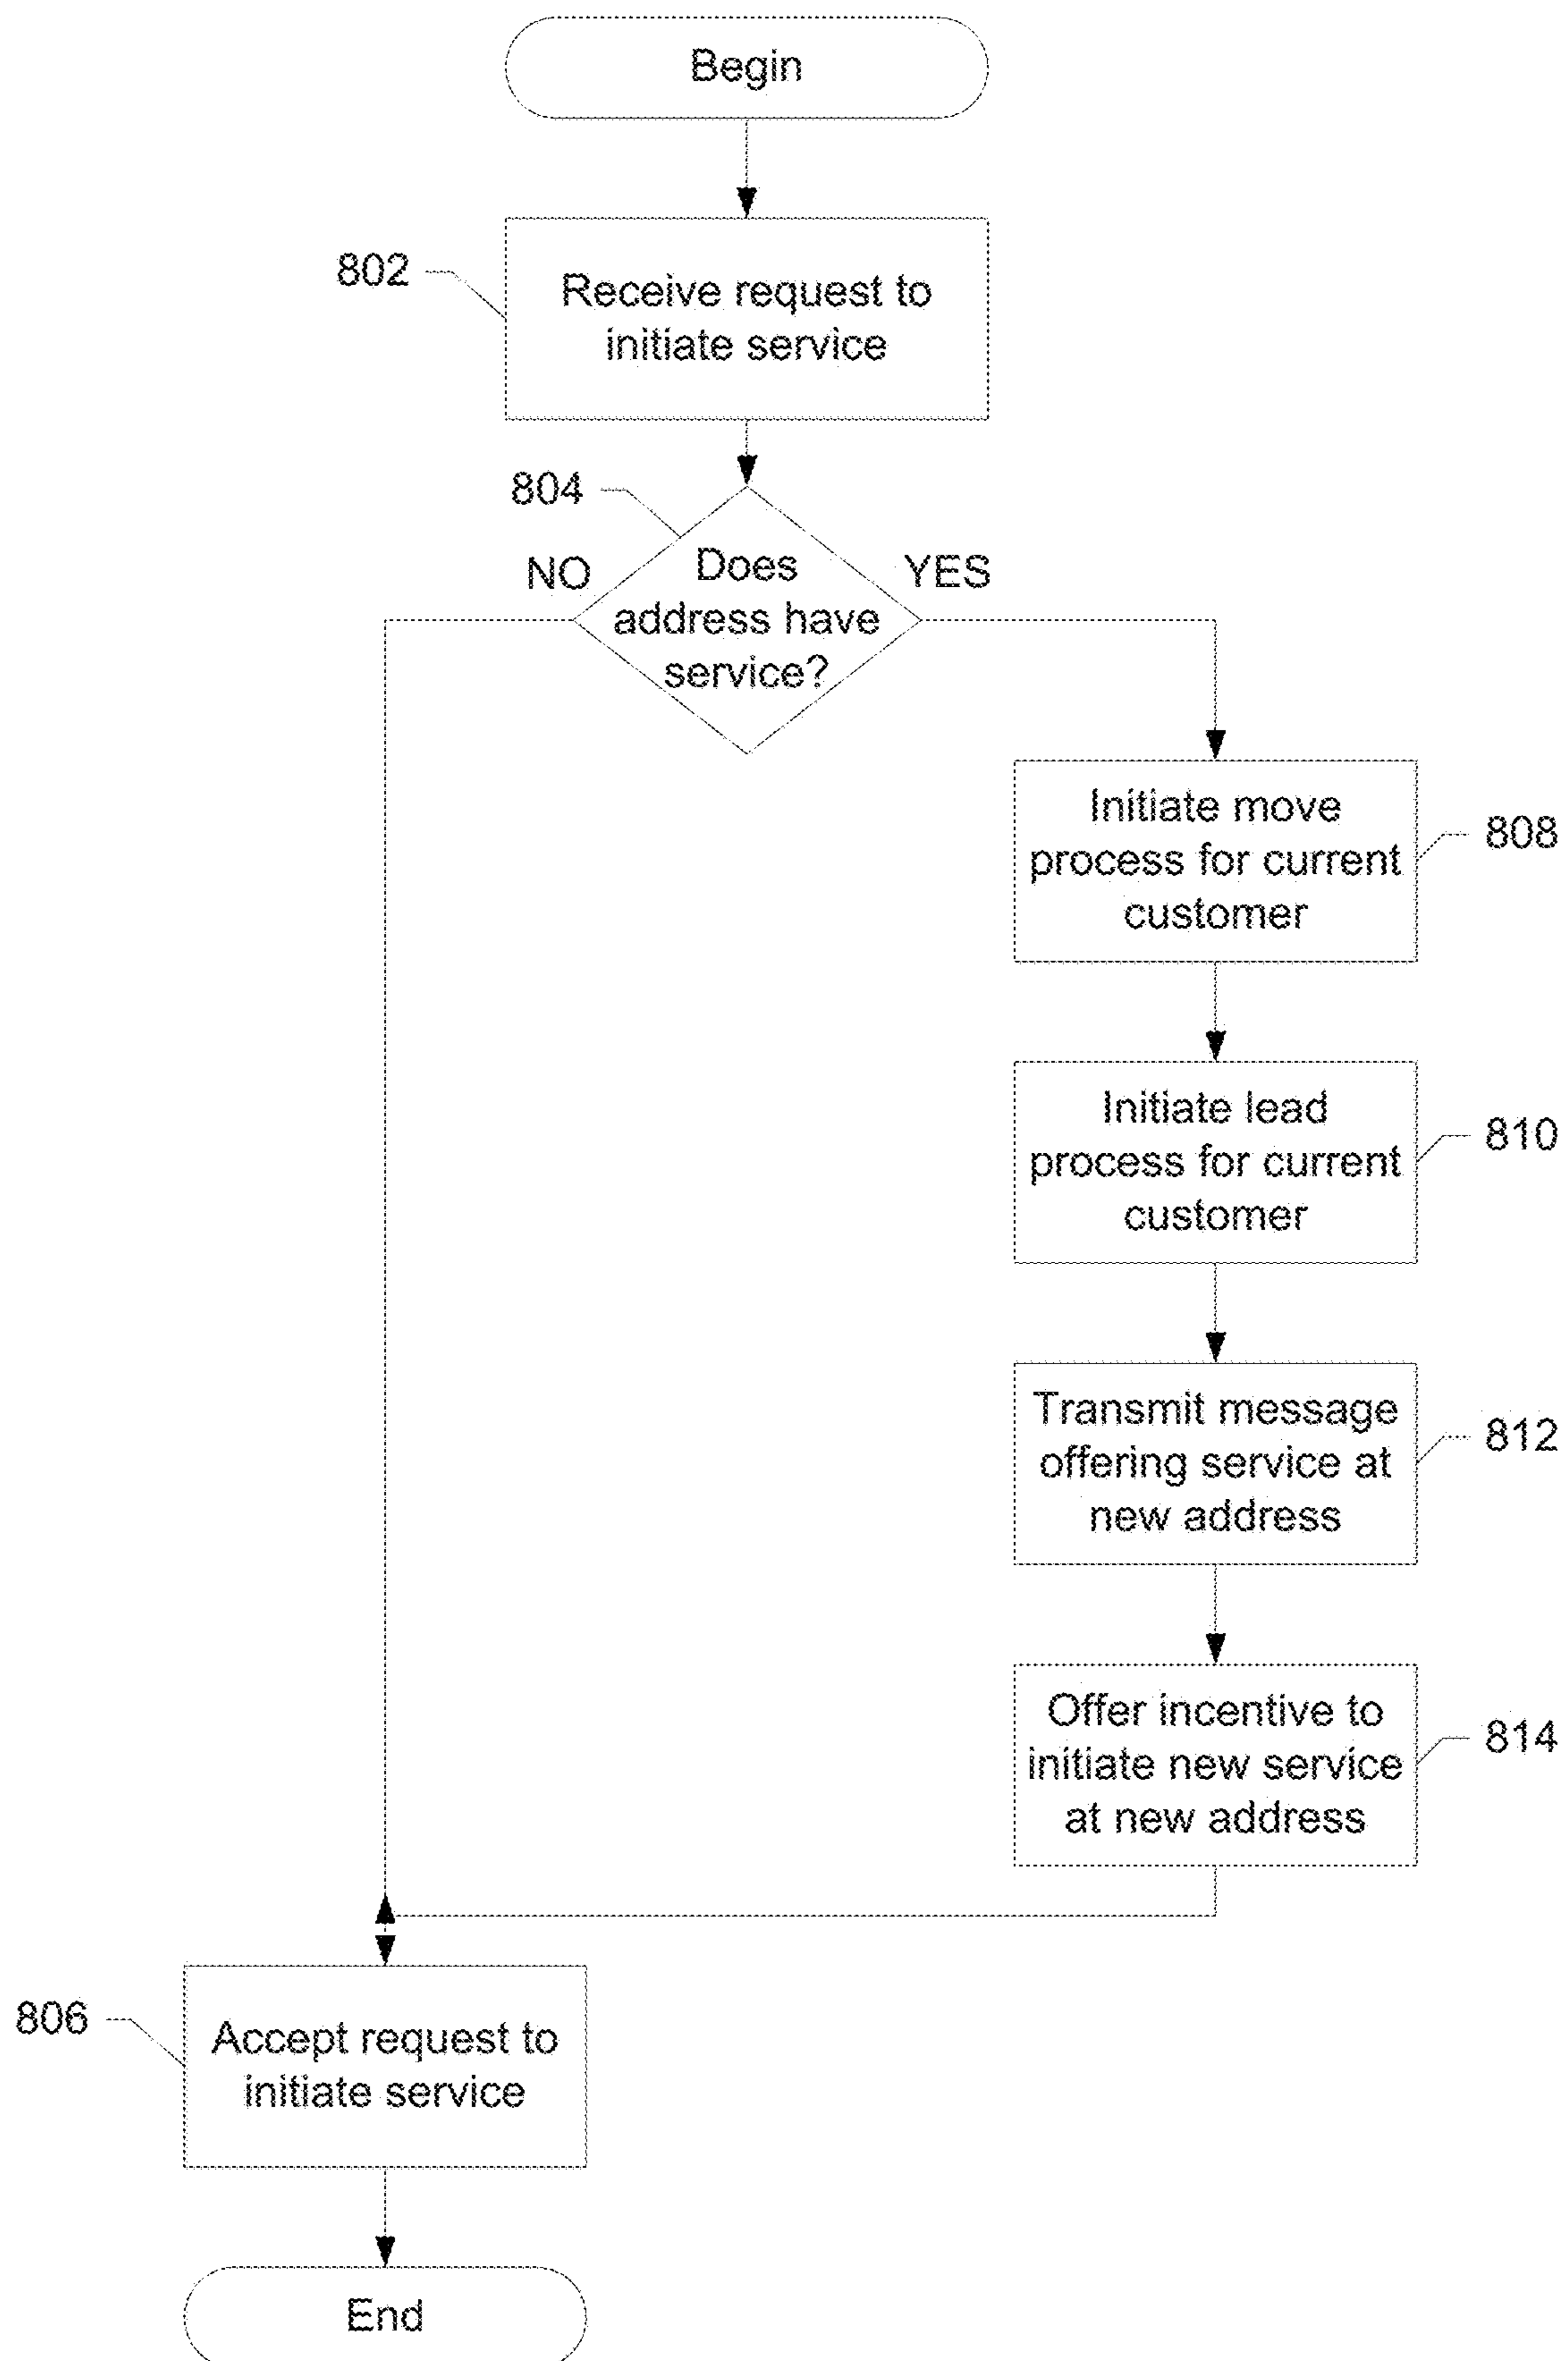 Begin
802
Receive request to
initiate service
804
NO
YES
Does
address have
service?
Initiate move
process for current
customer
808
Initiate lead
process for current
customer
810
Transmit message
offering service at
new address
812
Offer incentive to
initiate new service
at new address
814
806
Accept request to
initiate service
End